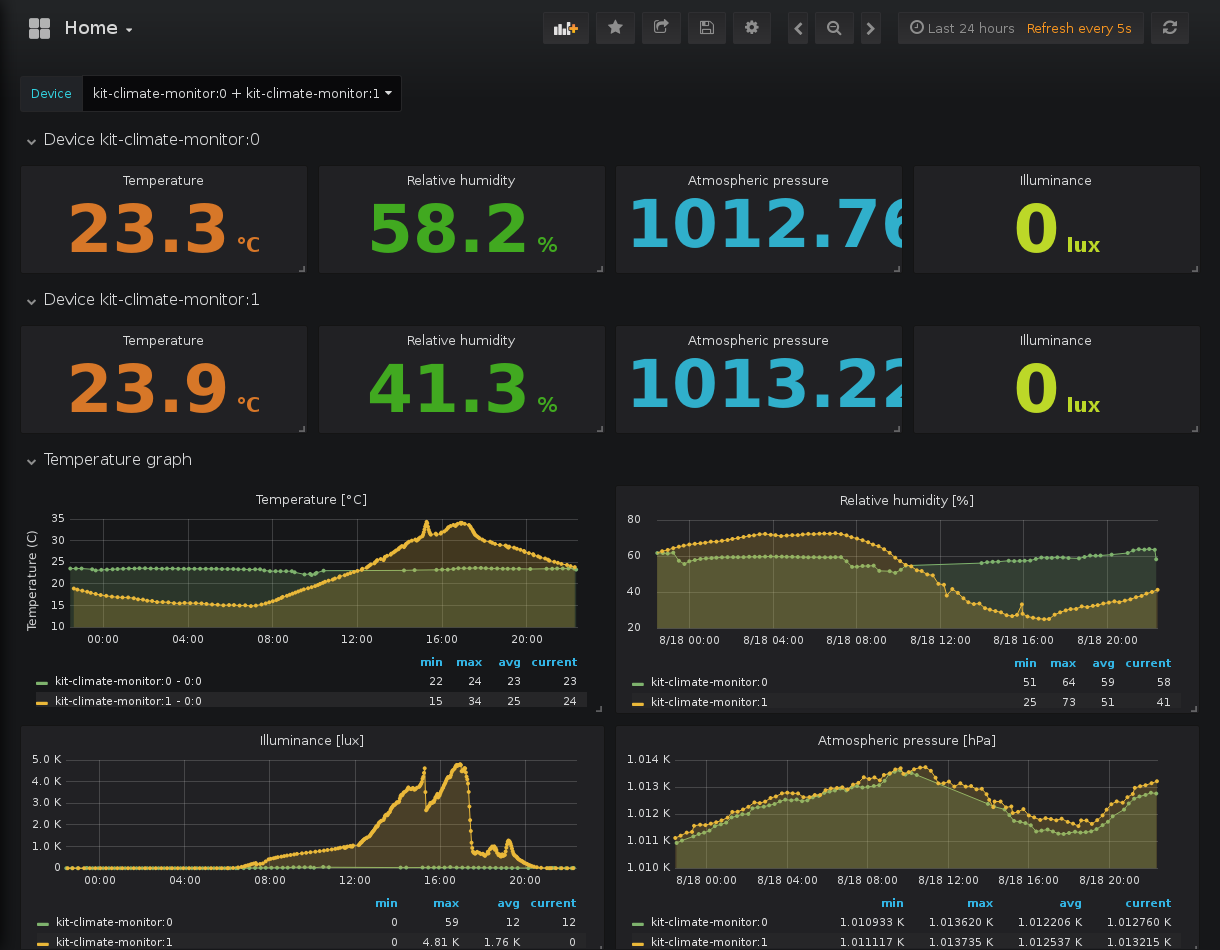 Home
Last 24 hours Refresh every 5s
Device kit-climate-monitor:0 + kit-climate-monitor:1
Device kit-climate-monitor:0
Temperature Relative humidity Atmospheric pressure Illuminance
23.3 °C 58.2 % 1012.76 0 lux
Device kit-climate-monitor:1
Temperature Relative humidity Atmospheric pressure Illuminance
23.9 °C 41.3 % 1013.22 0 lux
Temperature graph
Temperature [°C]
Temperature (C)
35
30
25
20
15
10
00:00 04:00 08:00 12:00 16:00 20:00
min max avg current
kit-climate-monitor:0 - 0:0 22 24 23 23
kit-climate-monitor:1 - 0:0 15 34 25 24
Relative humidity [%]
80
60
40
20
8/18 00:00 8/18 04:00 8/18 08:00 8/18 12:00 8/18 16:00 8/18 20:00
min max avg current
kit-climate-monitor:0 51 64 59 58
kit-climate-monitor:1 25 73 51 41
Illuminance [lux]
5.0 K
4.0 K
3.0 K
2.0 K
1.0 K
0
00:00 04:00 08:00 12:00 16:00 20:00
min max avg current
kit-climate-monitor:0 0 59 12 12
kit-climate-monitor:1 0 4.81 K 1.76 K 0
Atmospheric pressure [hPa]
1.014 K
1.013 K
1.012 K
1.011 K
1.010 K
8/18 00:00 8/18 04:00 8/18 08:00 8/18 12:00 8/18 16:00 8/18 20:00
min max avg current
kit-climate-monitor:0 1.010933 K 1.013620 K 1.012206 K 1.012760 K
kit-climate-monitor:1 1.011117 K 1.013735 K 1.012537 K 1.013215 K